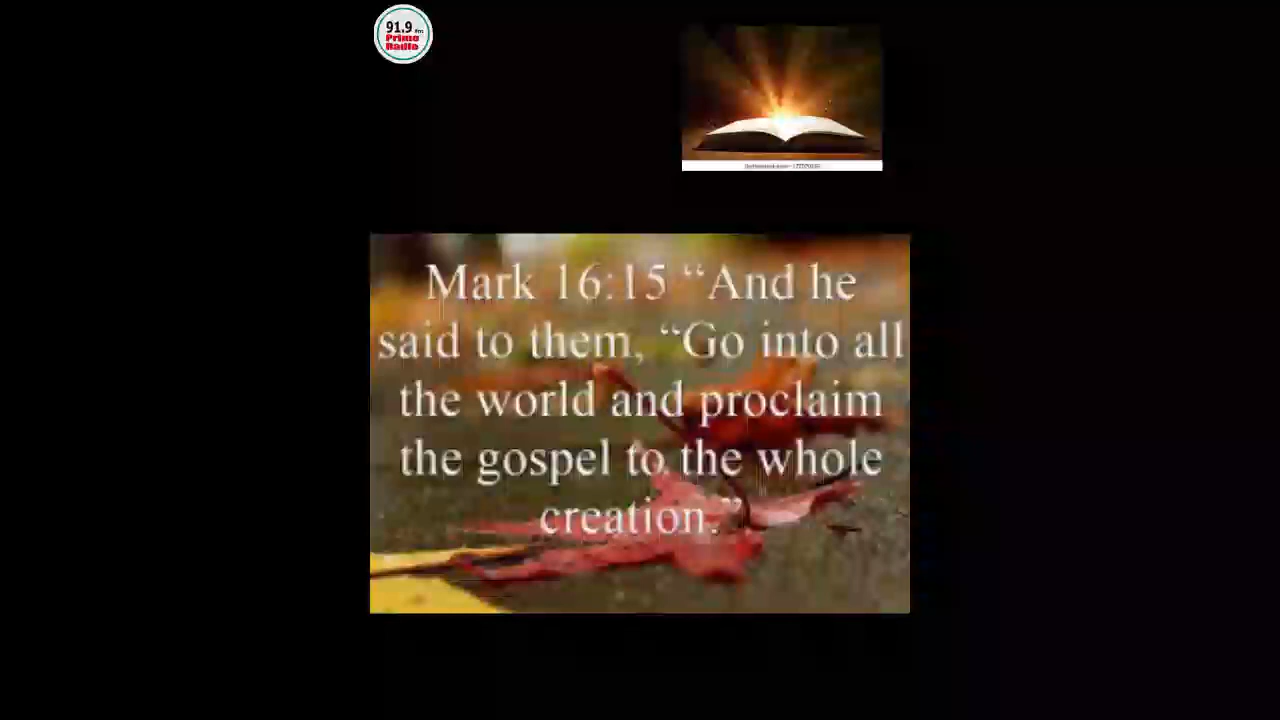 91.9 fm
Prime
Radio
Mark 16:15 “And he
said to them, “Go into all
the world and proclaim
the gospel to the whole
creation.”